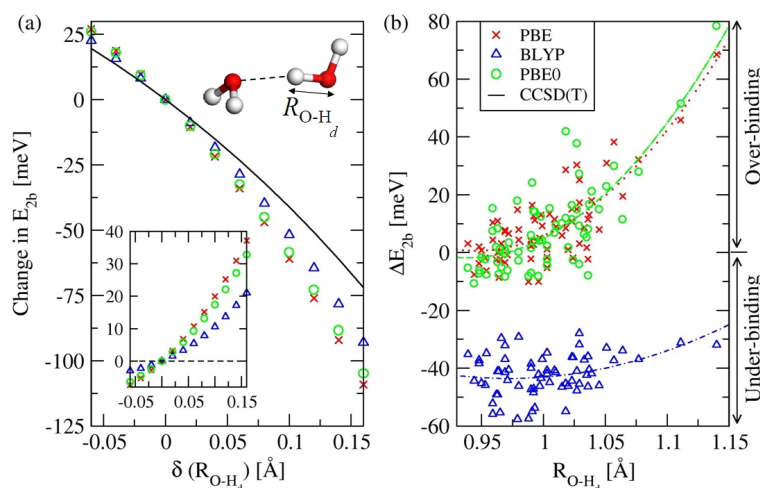 (a)
25
0
-25
-50
-75
-100
-125
Change in E2b [meV]
RO-Hd
40
30
20
10
0
-0.05 0.05 0.15
-0.05 0 0.05 0.1 0.15
δ (RO-Hd) [Å]
(b)
80
60
40
20
0
-20
-40
-60
ΔE2b [meV]
PBE
BLYP
PBE0
CCSD(T)
Over-binding
Under-binding
0.95 1 1.05 1.1 1.15
RO-Hd [Å]